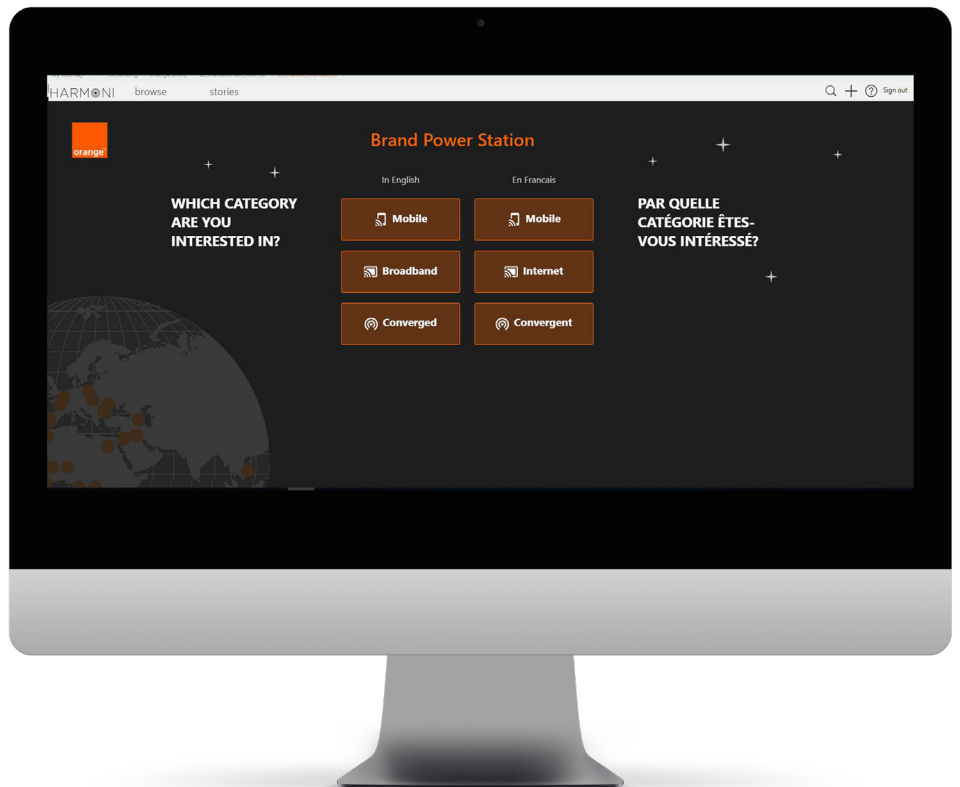 HARMONI browse stories Sign out
orange
Brand Power Station
In English En Francais
WHICH CATEGORY
ARE YOU
INTERESTED IN?
Mobile Mobile
Broadband Internet
Converged Convergent
PAR QUELLE
CATÉGORIE ÊTES-
VOUS INTÉRESSÉ?